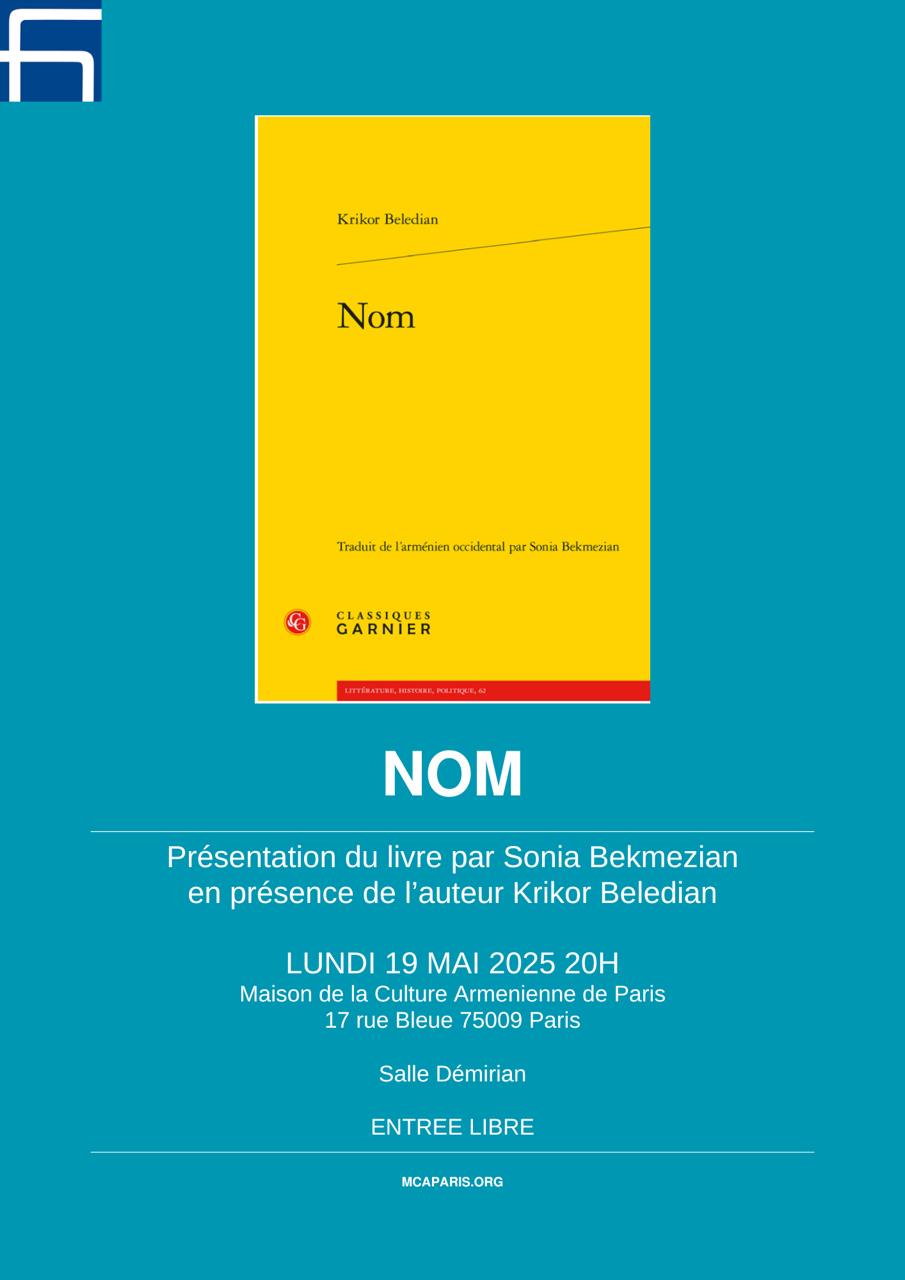 Krikor Beledian
Nom
Traduit de l'arménien occidental par Sonia Bekmezian
CG
CLASSIQUES
GARNIER
LITTÉRATURE, HISTOIRE, POLITIQUE, 62
NOM
Présentation du livre par Sonia Bekmezian
en présence de l’auteur Krikor Beledian
LUNDI 19 MAI 2025 20H
Maison de la Culture Armenienne de Paris
17 rue Bleue 75009 Paris
Salle Démirian
ENTREE LIBRE
MCAPARIS.ORG